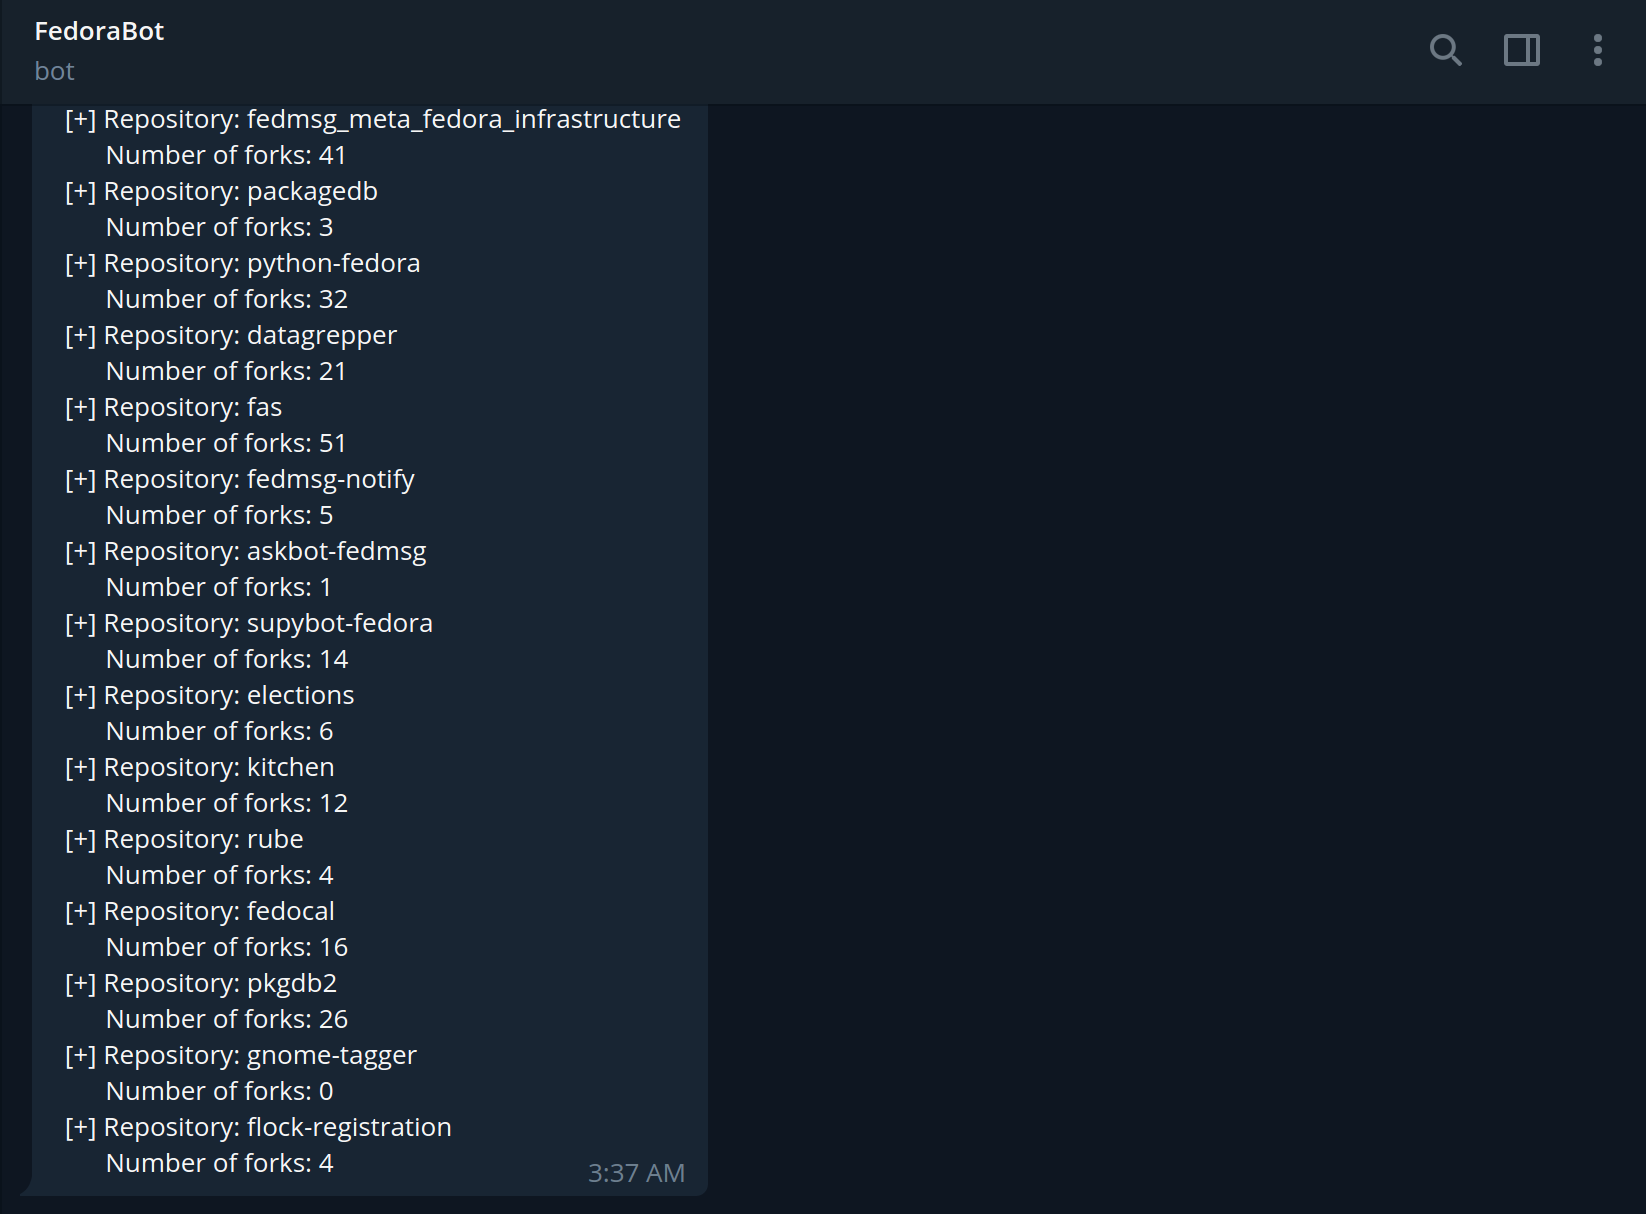 FedoraBot
bot
[+] Repository: fedmsg_meta_fedora_infrastructure
Number of forks: 41
[+] Repository: packagedb
Number of forks: 3
[+] Repository: python-fedora
Number of forks: 32
[+] Repository: datagrepper
Number of forks: 21
[+] Repository: fas
Number of forks: 51
[+] Repository: fedmsg-notify
Number of forks: 5
[+] Repository: askbot-fedmsg
Number of forks: 1
[+] Repository: supybot-fedora
Number of forks: 14
[+] Repository: elections
Number of forks: 6
[+] Repository: kitchen
Number of forks: 12
[+] Repository: rube
Number of forks: 4
[+] Repository: fedocal
Number of forks: 16
[+] Repository: pkgdb2
Number of forks: 26
[+] Repository: gnome-tagger
Number of forks: 0
[+] Repository: flock-registration
Number of forks: 4
3:37 AM